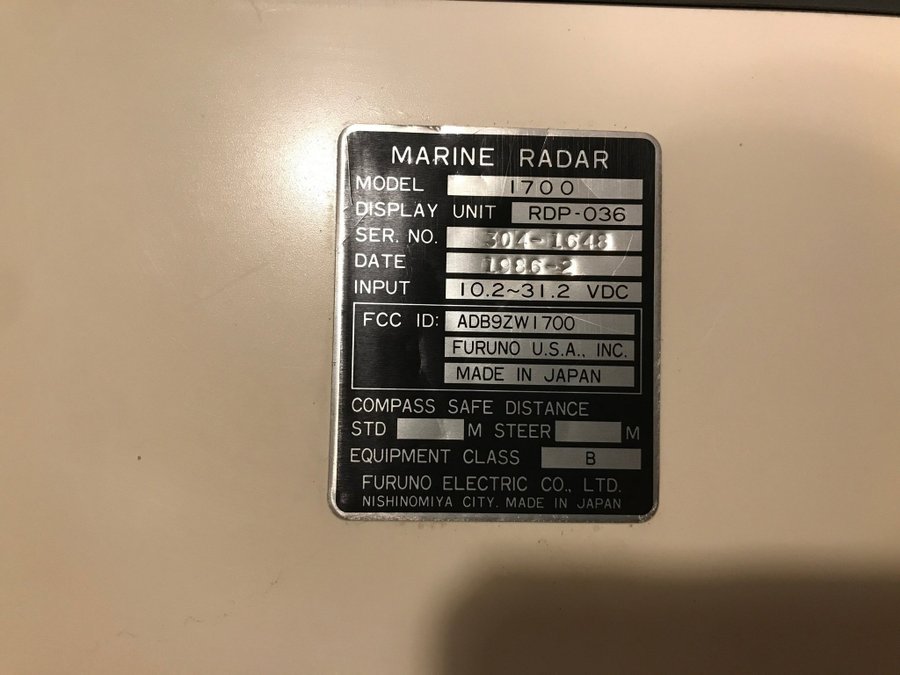 MARINE RADAR
MODEL 1700
DISPLAY UNIT RDP-036
SER. NO. 304-1648
DATE 1986-2
INPUT 10.2~31.2 VDC
FCC ID: ADB9ZW1700
FURUNO U.S.A., INC.
MADE IN JAPAN
COMPASS SAFE DISTANCE
STD M STEER M
EQUIPMENT CLASS B
FURUNO ELECTRIC CO., LTD.
NISHINOMIYA CITY. MADE IN JAPAN